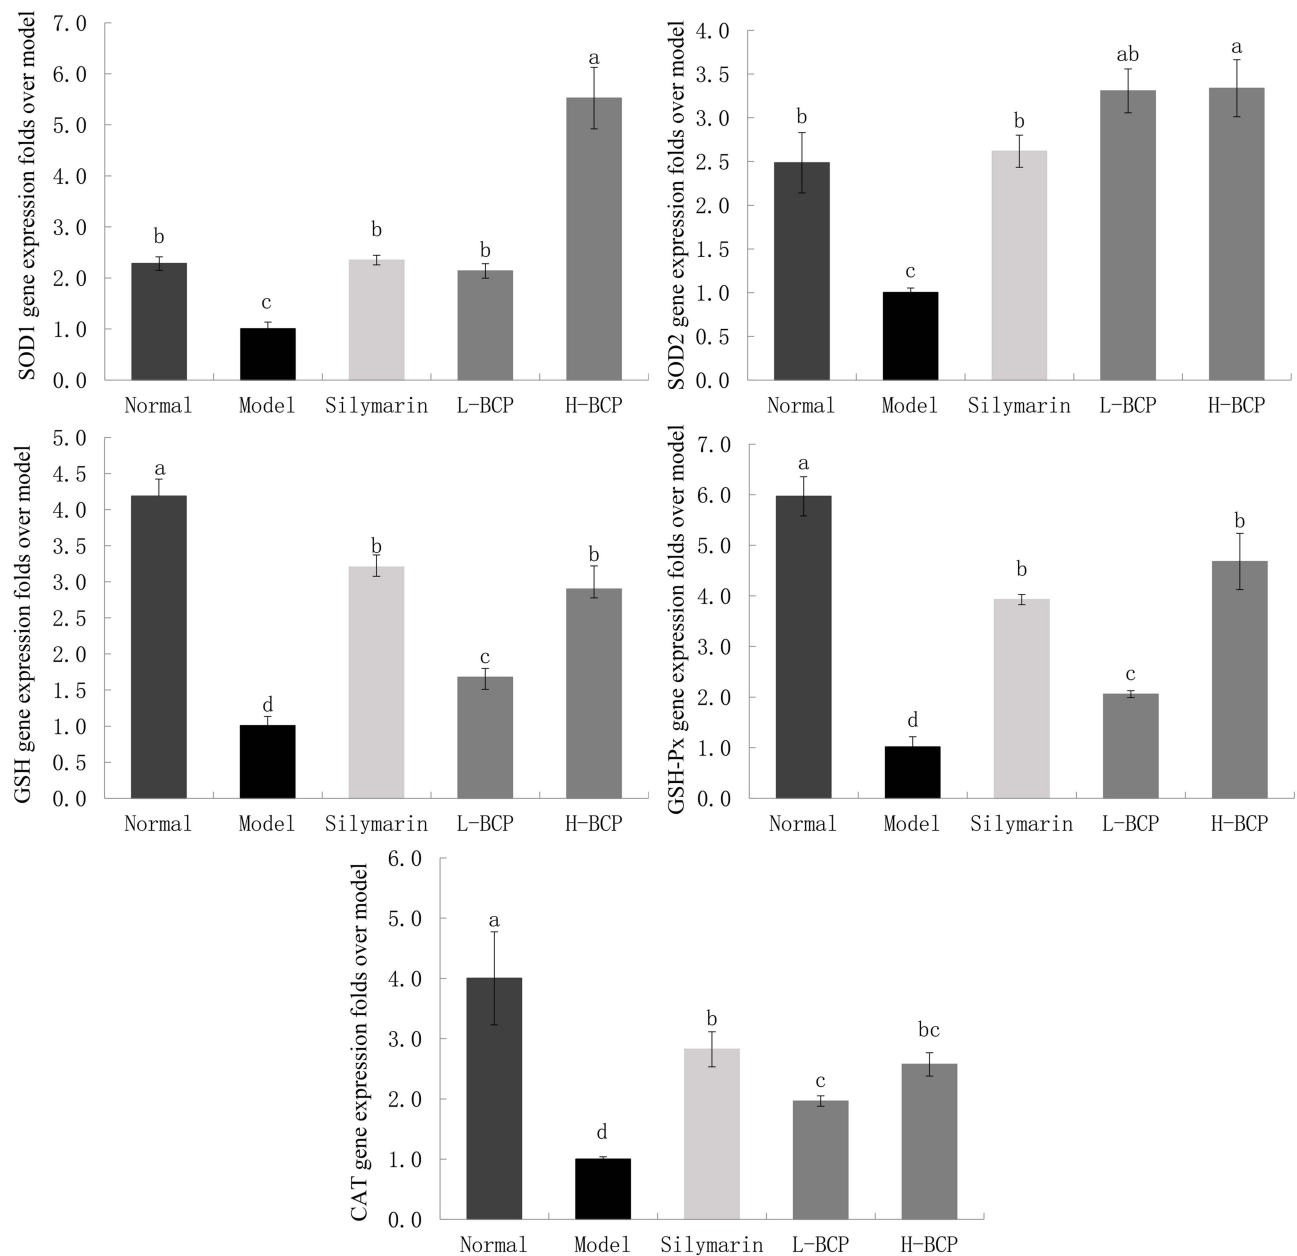 SOD1 gene expression folds over model
7.0
6.0
5.0
4.0
3.0
2.0
1.0
0.0
b
c
b
b
a
Normal Model Silymarin L-BCP H-BCP
SOD2 gene expression folds over model
4.0
3.5
3.0
2.5
2.0
1.5
1.0
0.5
0.0
b
c
b
ab
a
Normal Model Silymarin L-BCP H-BCP
GSH gene expression folds over model
5.0
4.5
4.0
3.5
3.0
2.5
2.0
1.5
1.0
0.5
0.0
a
d
b
c
b
Normal Model Silymarin L-BCP H-BCP
GSH-Px gene expression folds over model
7.0
6.0
5.0
4.0
3.0
2.0
1.0
0.0
a
d
b
c
b
Normal Model Silymarin L-BCP H-BCP
CAT gene expression folds over model
6.0
5.0
4.0
3.0
2.0
1.0
0.0
a
d
b
c
bc
Normal Model Silymarin L-BCP H-BCP